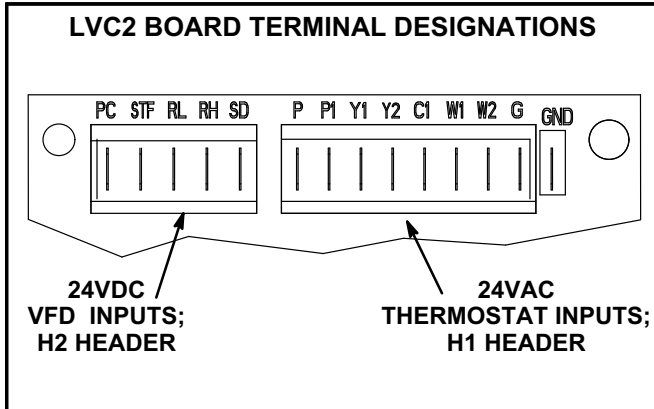 LVC2 BOARD TERMINAL DESIGNATIONS
PC STF RL RH SD P P1 Y1 Y2 C1 W1 W2 G GND
24VDC
VFD INPUTS;
H2 HEADER
24VAC
THERMOSTAT INPUTS;
H1 HEADER